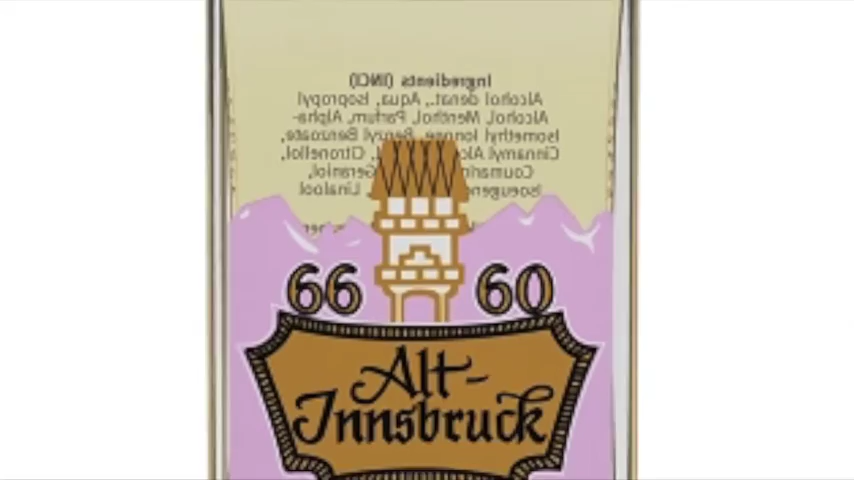 Ingredients (INCI)
Alcohol denat., Aqua, Isopropyl
Alcohol, Menthol, Parfum, Alpha-
Isomethyl Ionone, Benzyl Benzoate,
Cinnamyl Citronellol,
Coumarin Geraniol,
Linalool
66 60
Alt-
Innsbruck